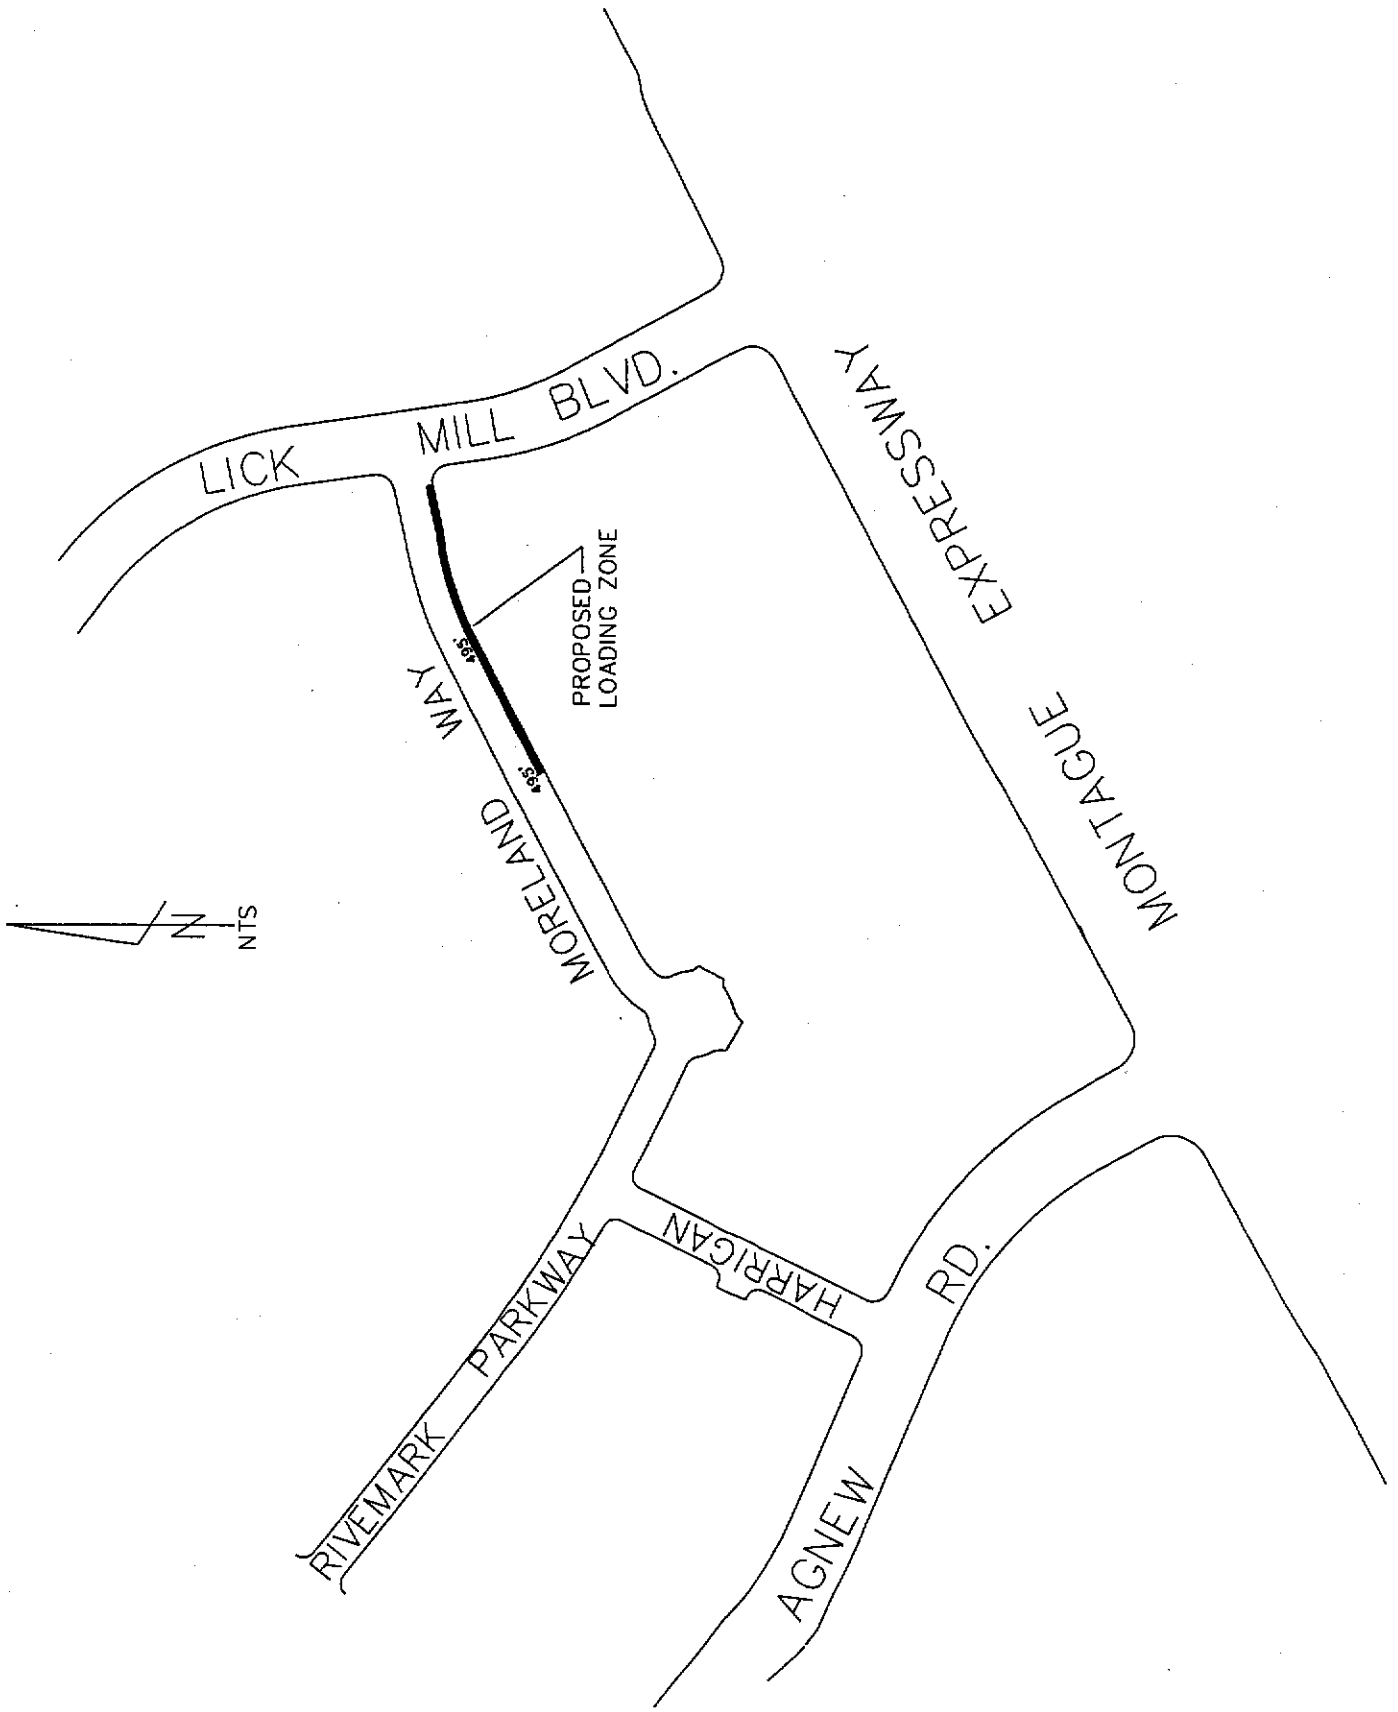 LICK
MILL
BLVD.
495'
WAY
PROPOSED
LOADING ZONE
495'
MORELAND
EXPRESSWAY
MONTAGUE
N
NTS
HARRIGAN
RIVEMARK
PARKWAY
AGNEW
RD.